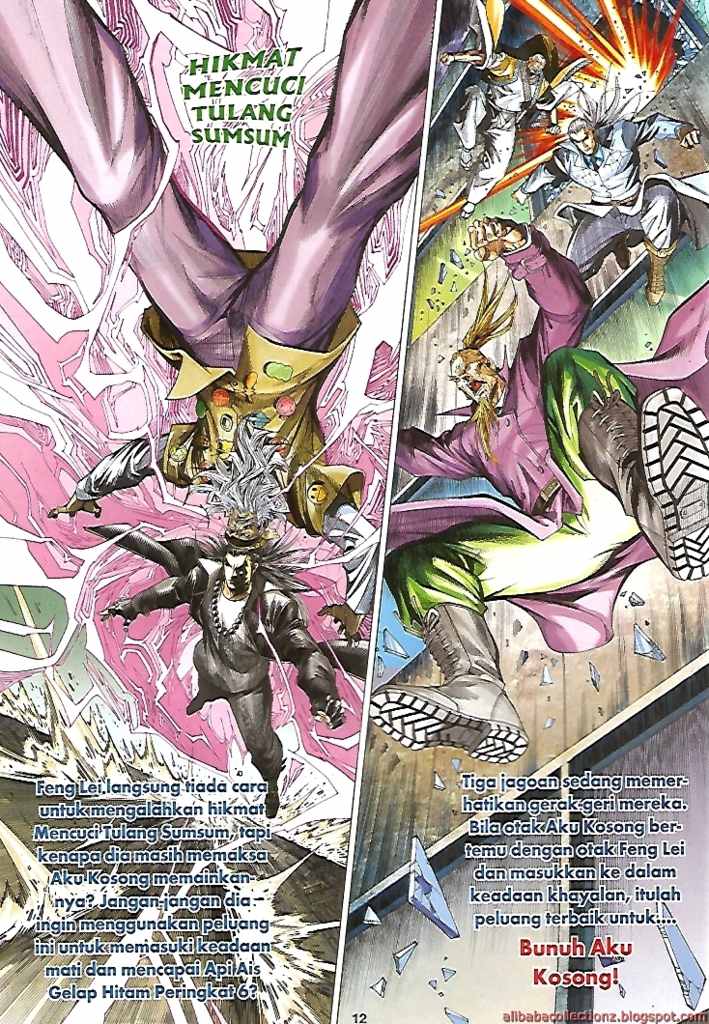 HIKMAT
MENCUCI
TULANG
SUMSUM
Feng Lei langsung tiada cara
untuk mengalahkan hikmat
Mencuci Tulang Sumsum, tapi
kenapa dia masih memaksa
Aku Kosong memainkan-
nya? Jangan-jangan dia –
ingin menggunakan peluang
ini untuk memasuki keadaan
mati dan mencapai Api Ais
Gelap Hitam Peringkat 6?
Tiga jagoan sedang memer-
hatikan gerak-geri mereka.
Bila otak Aku Kosong ber-
temu dengan otak Feng Lei
dan masukkan ke dalam
keadaan khayalan, itulah
peluang terbaik untuk....
Bunuh Aku
Kosong!
12
alibabacollectionz.blogspot.com